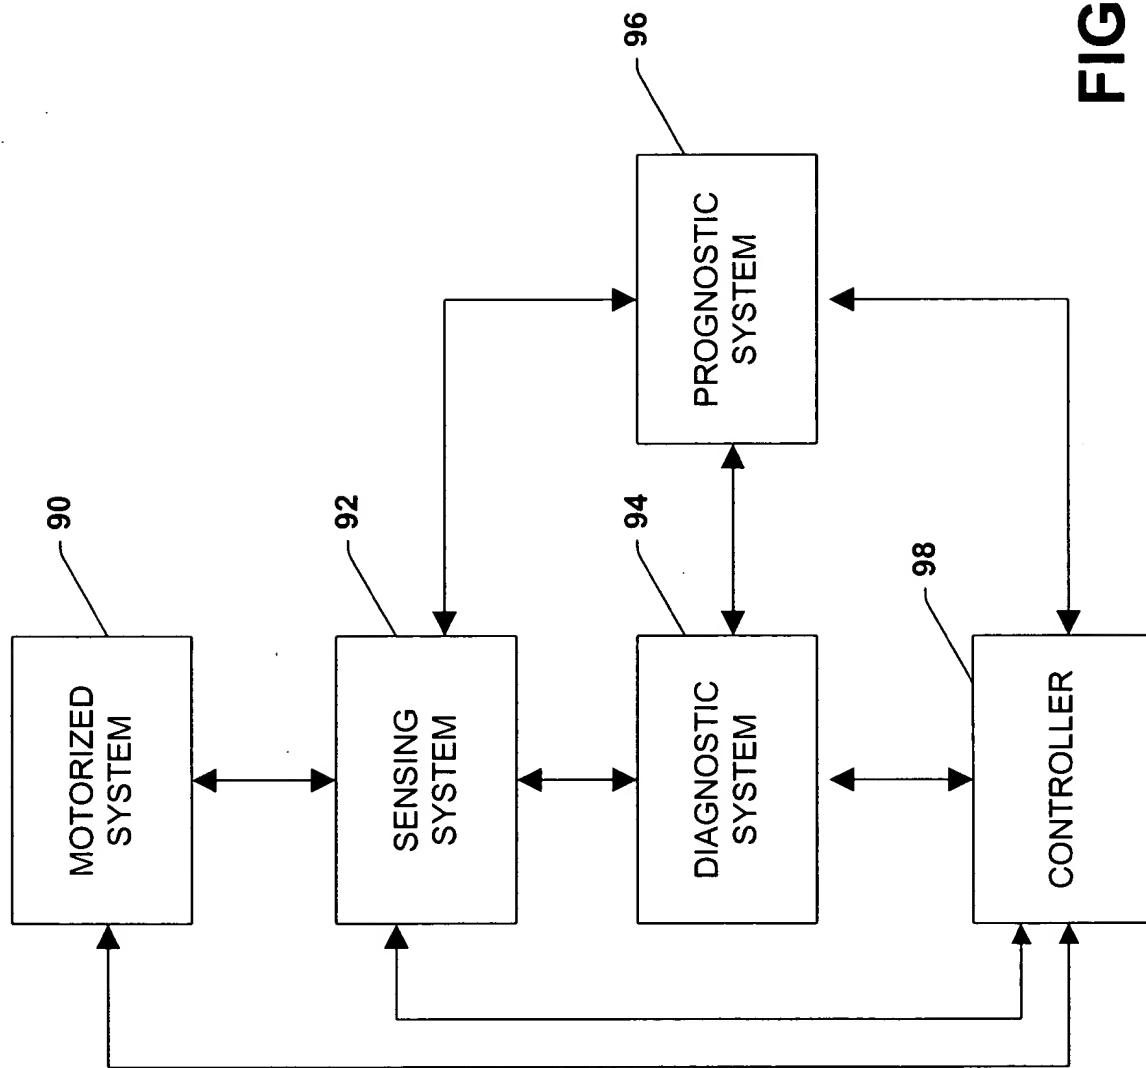 90
MOTORIZED
SYSTEM
92
SENSING
SYSTEM
94
DIAGNOSTIC
SYSTEM
96
PROGNOSTIC
SYSTEM
98
CONTROLLER
FIG